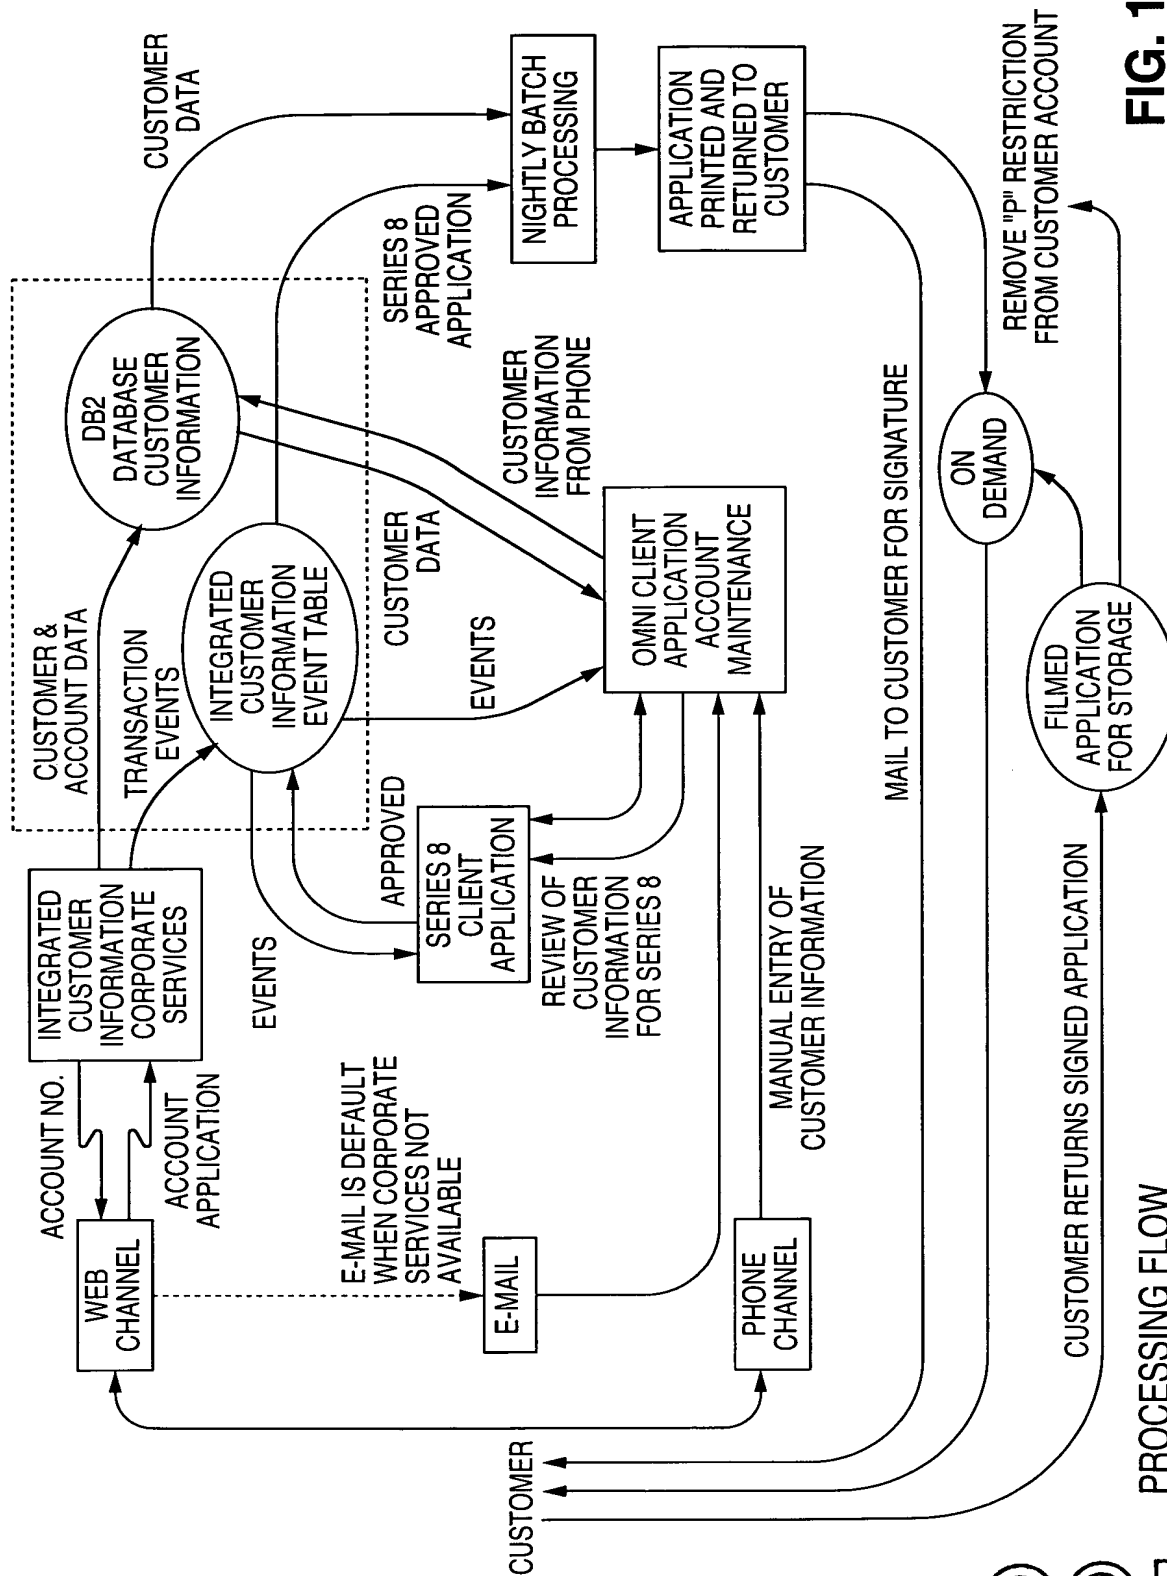 CUSTOMER
WEB
CHANNEL
ACCOUNT NO.
ACCOUNT
APPLICATION
INTEGRATED
CUSTOMER
INFORMATION
CORPORATE
SERVICES
CUSTOMER &
ACCOUNT DATA
TRANSACTION
EVENTS
DB2
DATABASE
CUSTOMER
INFORMATION
INTEGRATED
CUSTOMER
INFORMATION
EVENT TABLE
CUSTOMER
DATA
E-MAIL IS DEFAULT
WHEN CORPORATE
SERVICES NOT
AVAILABLE
E-MAIL
EVENTS
APPROVED
SERIES 8
CLIENT
APPLICATION
REVIEW OF
CUSTOMER
INFORMATION
FOR SERIES 8
EVENTS
CUSTOMER
DATA
CUSTOMER
INFORMATION
FROM PHONE
SERIES 8
APPROVED
APPLICATION
NIGHTLY BATCH
PROCESSING
OMNI CLIENT
APPLICATION
ACCOUNT
MAINTENANCE
APPLICATION
PRINTED AND
RETURNED TO
CUSTOMER
PHONE
CHANNEL
MANUAL ENTRY OF
CUSTOMER INFORMATION
MAIL TO CUSTOMER FOR SIGNATURE
ON
DEMAND
REMOVE "P" RESTRICTION
FROM CUSTOMER ACCOUNT
FILMED
APPLICATION
FOR STORAGE
CUSTOMER RETURNS SIGNED APPLICATION
PROCESSING FLOW
FIG. 1